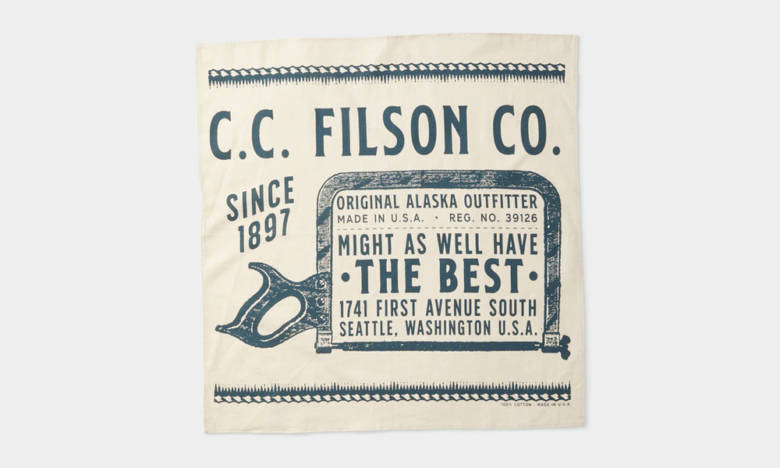 C.C. FILSON CO.
SINCE
1897
ORIGINAL ALASKA OUTFITTER
MADE IN U.S.A. • REG. NO. 39126
MIGHT AS WELL HAVE
•THE BEST•
1741 FIRST AVENUE SOUTH
SEATTLE, WASHINGTON U.S.A.
100% COTTON - MADE IN U.S.A.